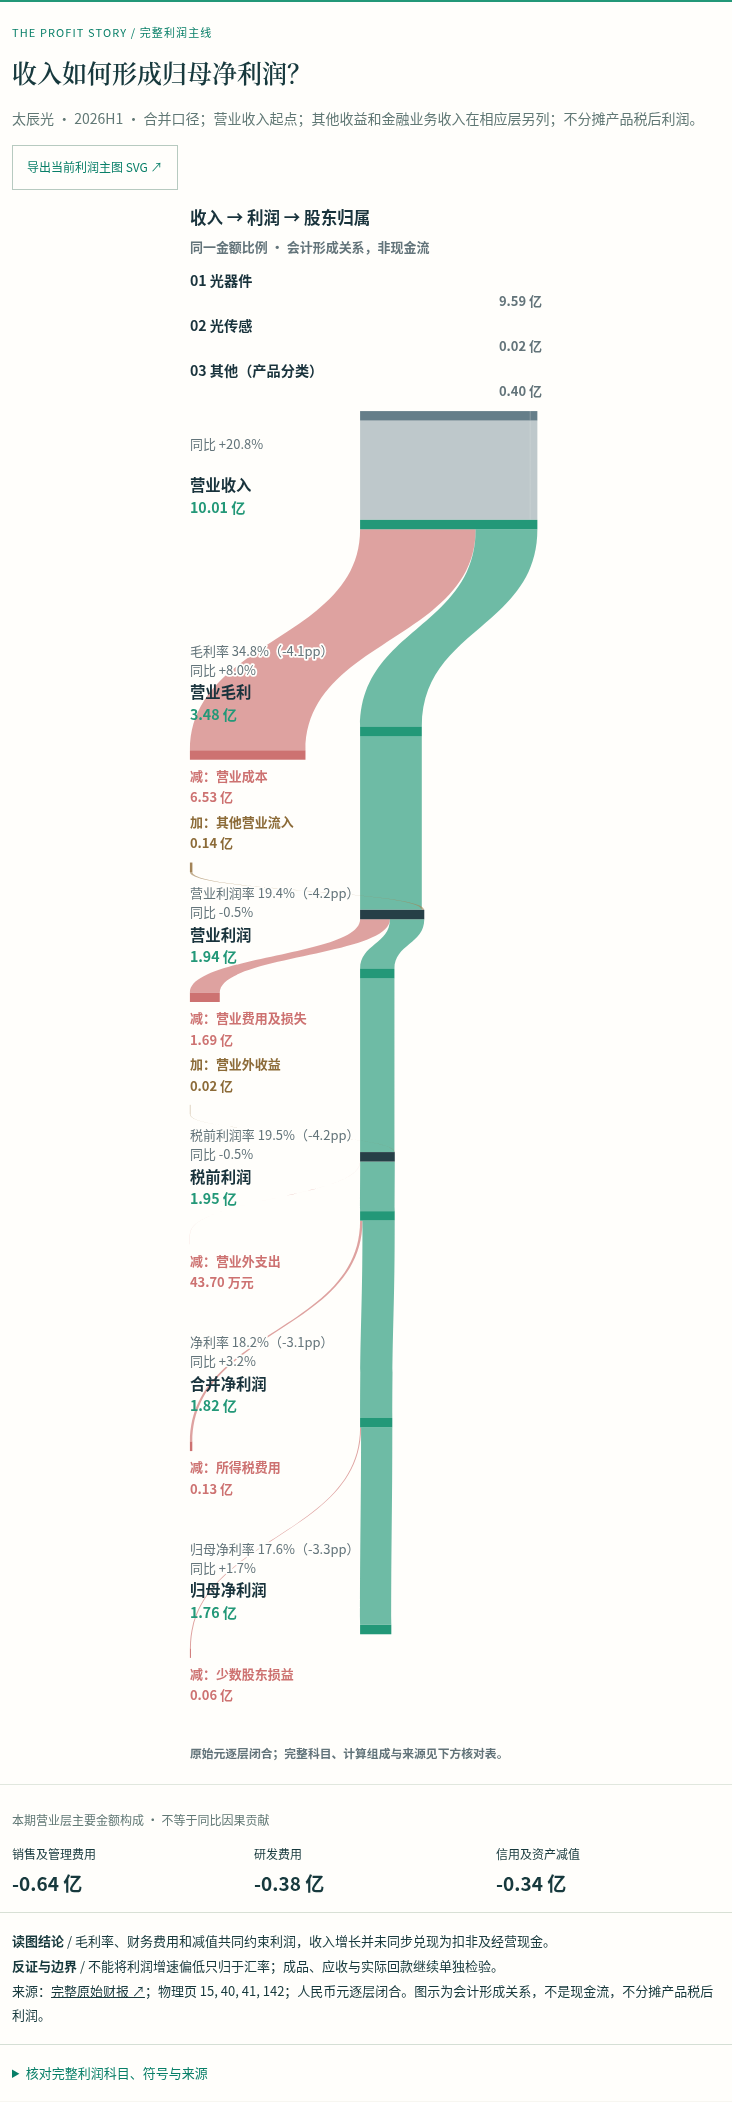 THE PROFIT STORY / 完整利润主线
收入如何形成归母净利润？
太辰光 · 2026H1 · 合并口径；营业收入起点；其他收益和金融业务收入在相应层另列；不分摊产品税后利润。
导出当前利润主图 SVG ↗
收入 → 利润 → 股东归属
同一金额比例 · 会计形成关系，非现金流
01 光器件
9.59 亿
02 光传感
0.02 亿
03 其他（产品分类）
0.40 亿
同比 +20.8%
营业收入
10.01 亿
毛利率 34.8%（-4.1pp）
同比 +8.0%
营业毛利
3.48 亿
减：营业成本
6.53 亿
加：其他营业流入
0.14 亿
营业利润率 19.4%（-4.2pp）
同比 -0.5%
营业利润
1.94 亿
减：营业费用及损失
1.69 亿
加：营业外收益
0.02 亿
税前利润率 19.5%（-4.2pp）
同比 -0.5%
税前利润
1.95 亿
减：营业外支出
43.70 万元
净利率 18.2%（-3.1pp）
同比 +3.2%
合并净利润
1.82 亿
减：所得税费用
0.13 亿
归母净利率 17.6%（-3.3pp）
同比 +1.7%
归母净利润
1.76 亿
减：少数股东损益
0.06 亿
原始元逐层闭合；完整科目、计算组成与来源见下方核对表。
本期营业层主要金额构成 · 不等于同比因果贡献
销售及管理费用
-0.64 亿
研发费用
-0.38 亿
信用及资产减值
-0.34 亿
读图结论 / 毛利率、财务费用和减值共同约束利润，收入增长并未同步兑现为扣非及经营现金。
反证与边界 / 不能将利润增速偏低只归于汇率；成品、应收与实际回款继续单独检验。
来源：完整原始财报 ↗；物理页 15, 40, 41, 142；人民币元逐层闭合。图示为会计形成关系，不是现金流，不分摊产品税后
利润。
▶ 核对完整利润科目、符号与来源